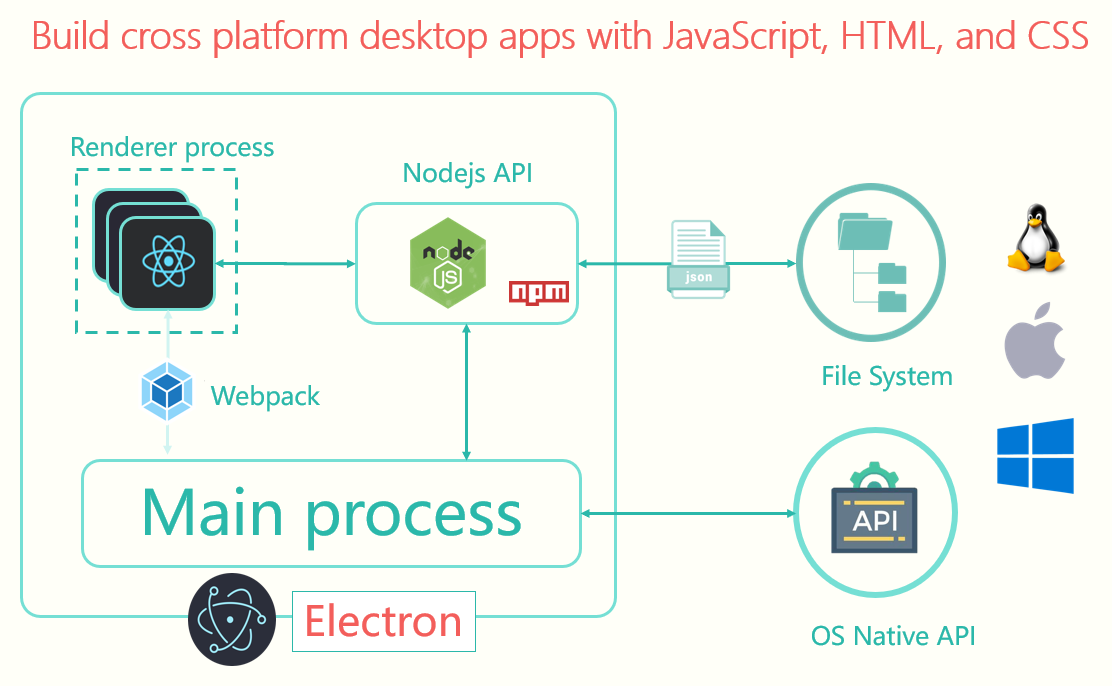 Build cross platform desktop apps with JavaScript, HTML, and CSS
Renderer process
Nodejs API
node
JS
npm
json
File System
Webpack
Main process
API
OS Native API
Electron